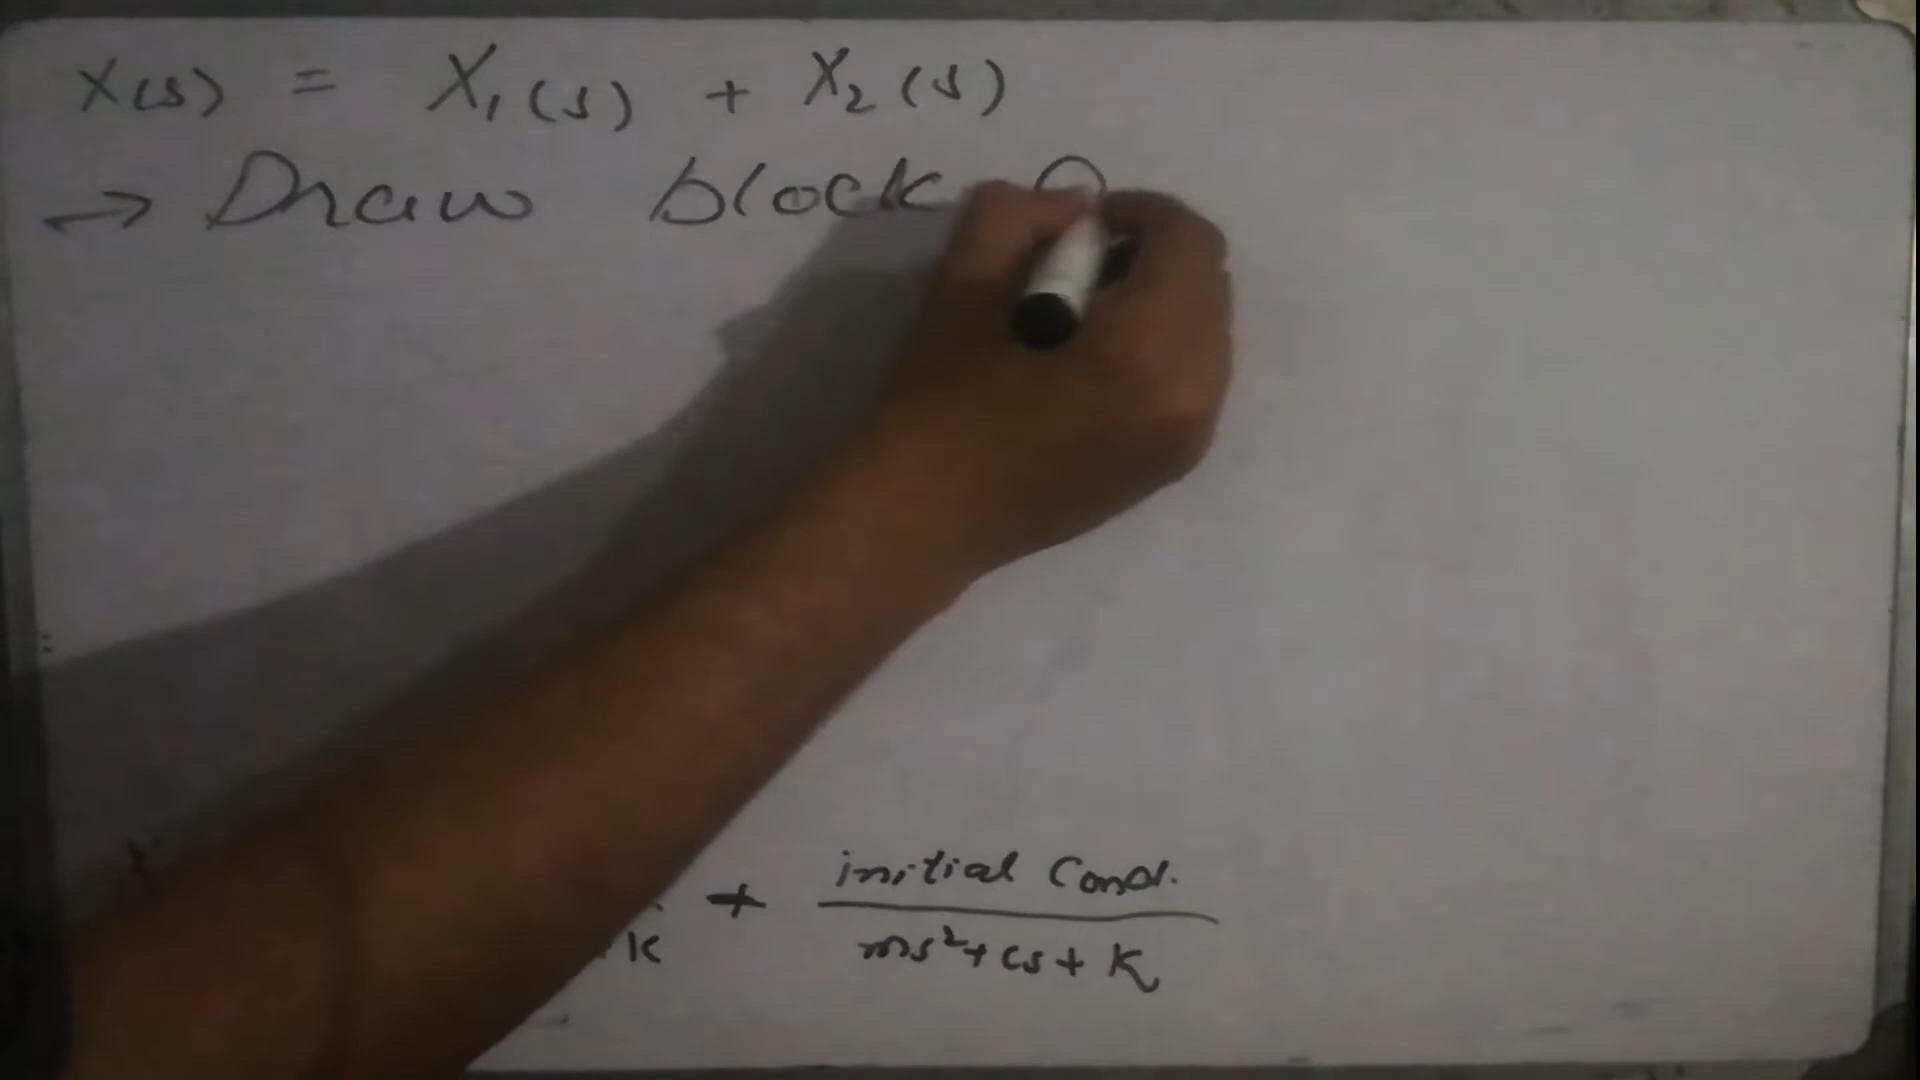 X(s) = X₁(s) + X₂(s)
→ Draw block
+ initial Cond.
K ms²+cs+K